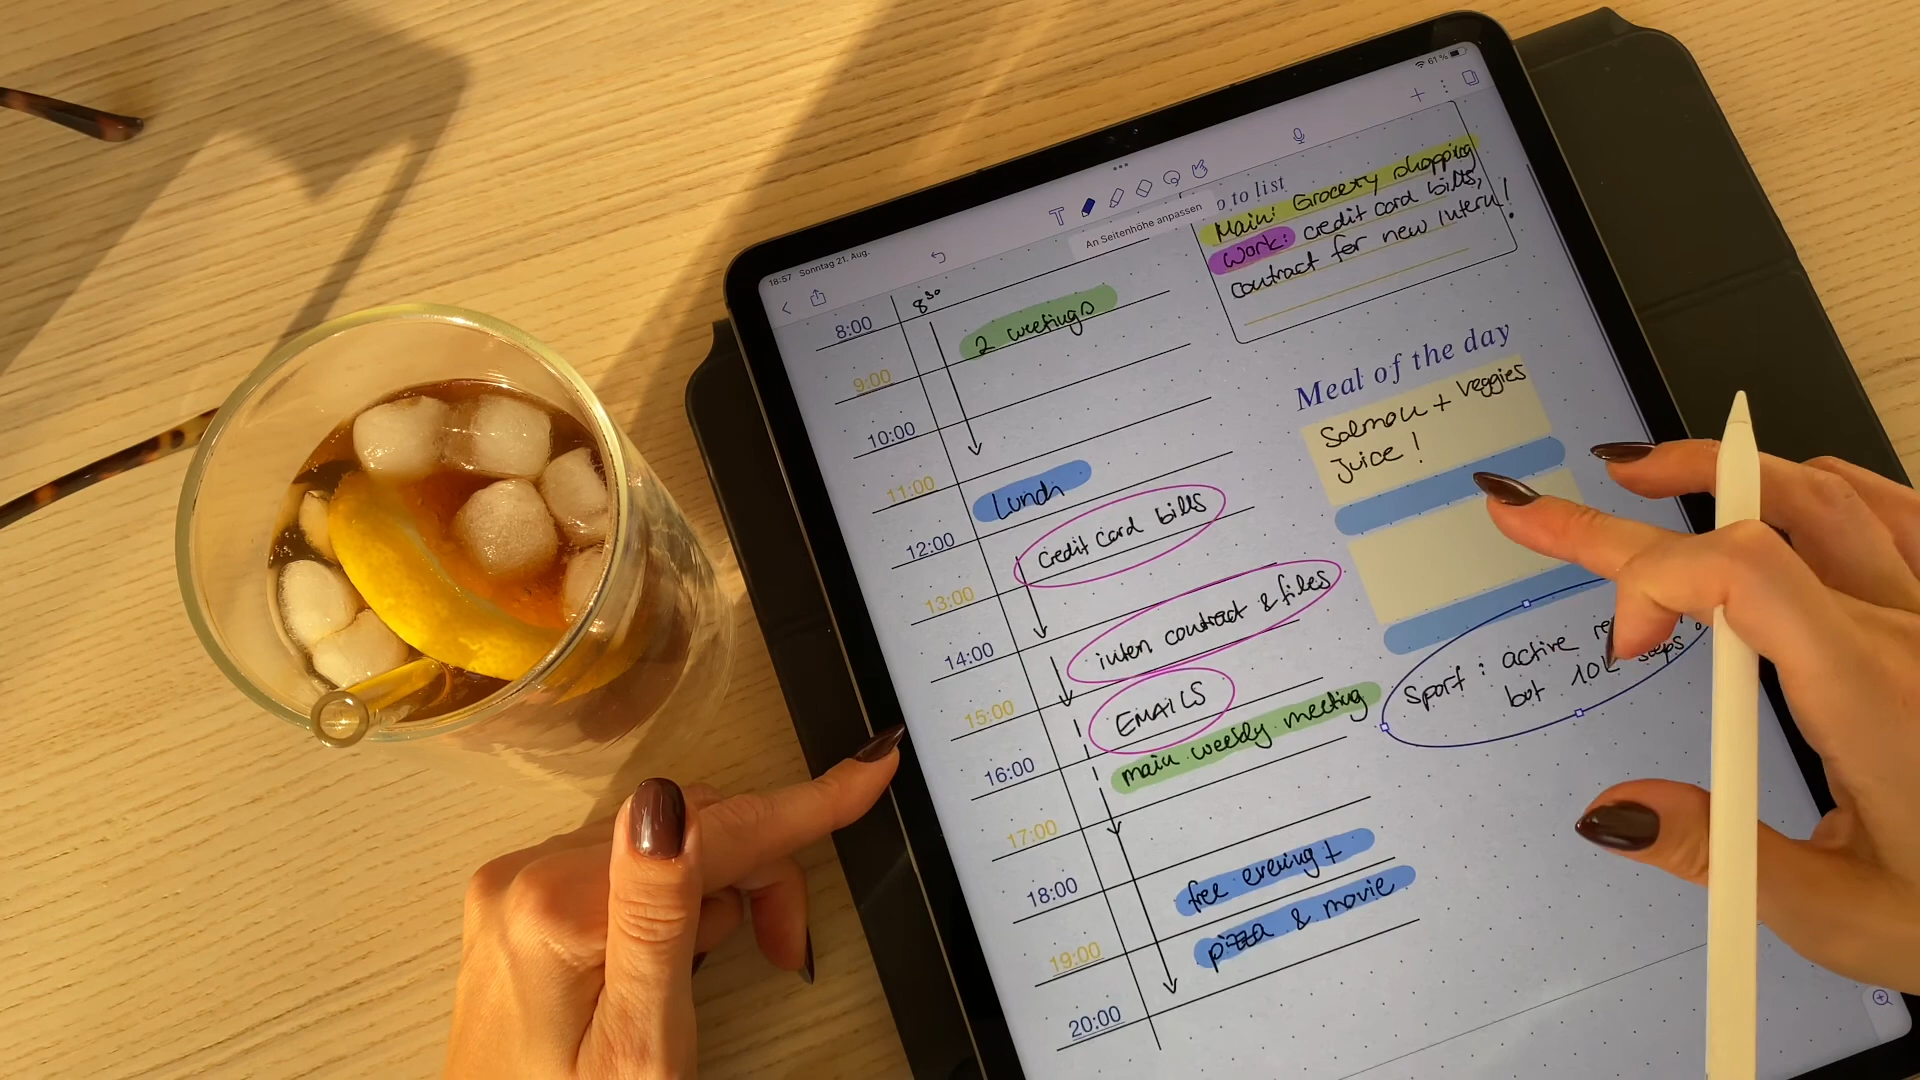 18:57 Sonntag 21. Aug.
61 %
An Seitenhöhe anpassen
o to list
Main: Grocery shopping
Work: credit card bills,
contract for new intern!
8:00
8³⁰
2 meetings
9:00
10:00
11:00
Lunch
12:00
credit card bills
13:00
intern contract & files
14:00
EMAILS
15:00
main weekly meeting
16:00
17:00
free evening +
18:00
pizza & movie
19:00
20:00
Meal of the day
Salmon + veggies
Juice!
Sport: active
but 10k steps